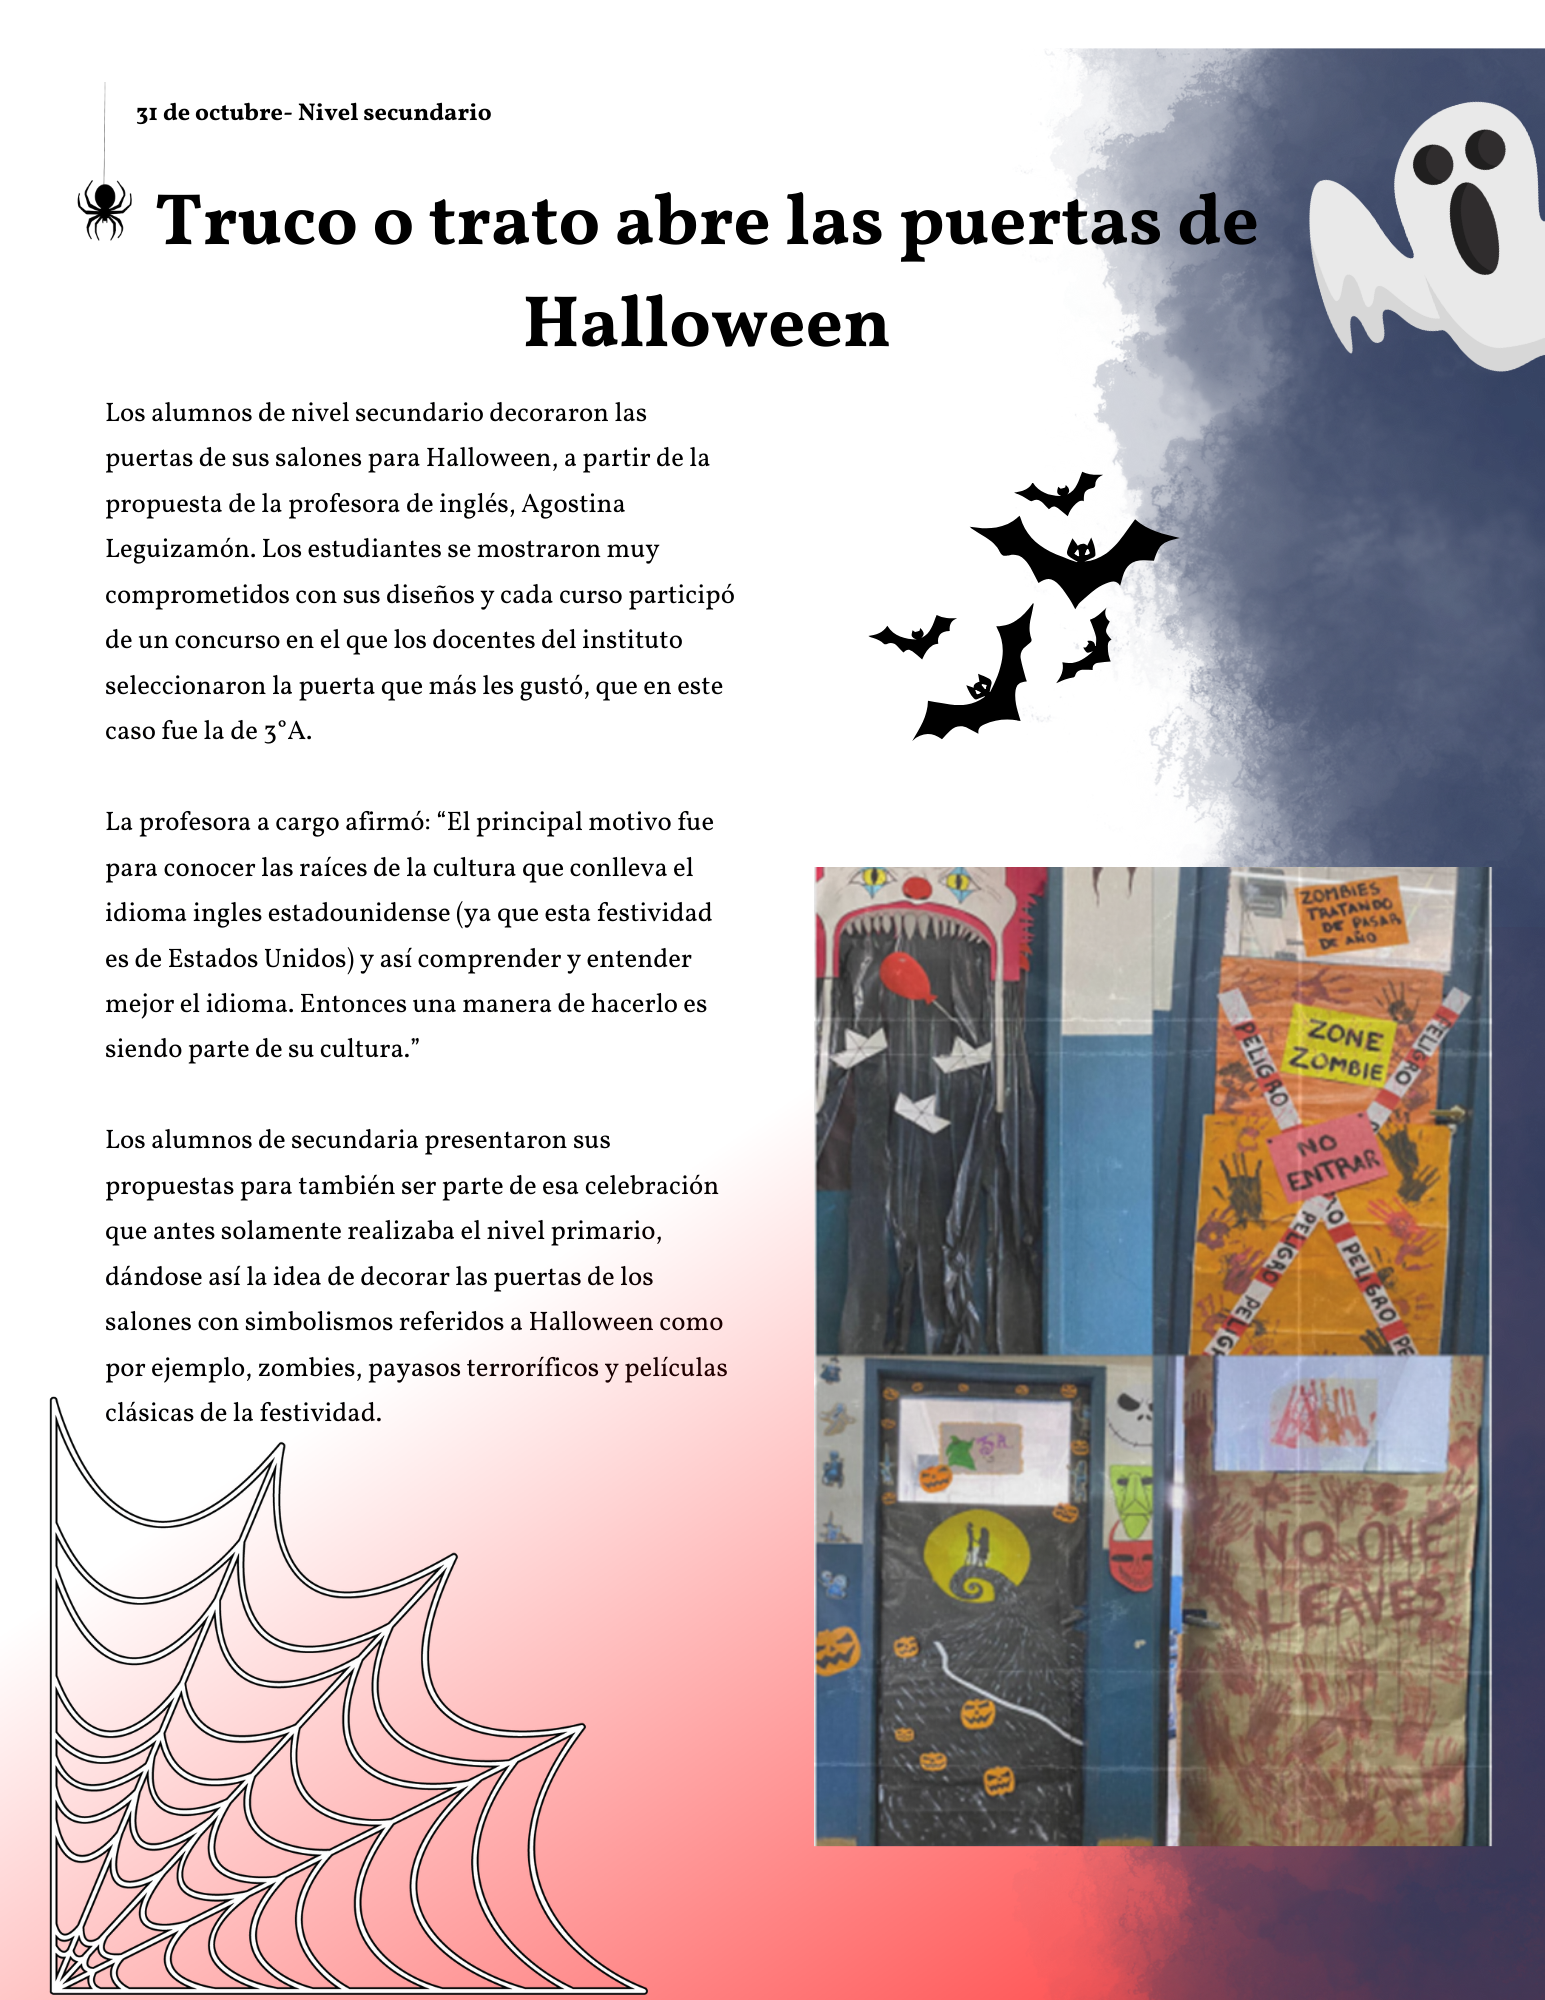 31 de octubre- Nivel secundario
Truco o trato abre las puertas de
Halloween
Los alumnos de nivel secundario decoraron las
puertas de sus salones para Halloween, a partir de la
propuesta de la profesora de inglés, Agostina
Leguizamón. Los estudiantes se mostraron muy
comprometidos con sus diseños y cada curso participó
de un concurso en el que los docentes del instituto
seleccionaron la puerta que más les gustó, que en este
caso fue la de 3°A.
La profesora a cargo afirmó: “El principal motivo fue
para conocer las raíces de la cultura que conlleva el
idioma ingles estadounidense (ya que esta festividad
es de Estados Unidos) y así comprender y entender
mejor el idioma. Entonces una manera de hacerlo es
siendo parte de su cultura.”
Los alumnos de secundaria presentaron sus
propuestas para también ser parte de esa celebración
que antes solamente realizaba el nivel primario,
dándose así la idea de decorar las puertas de los
salones con simbolismos referidos a Halloween como
por ejemplo, zombies, payasos terroríficos y películas
clásicas de la festividad.
ZOMBIES
TRATANDO
DE PASAR
DE AÑO
ZONE
ZOMBIE
PELIGRO
PELIGRO
NO
ENTRAR
PELIGRO
PELIGRO
NO ONE
LEAVES